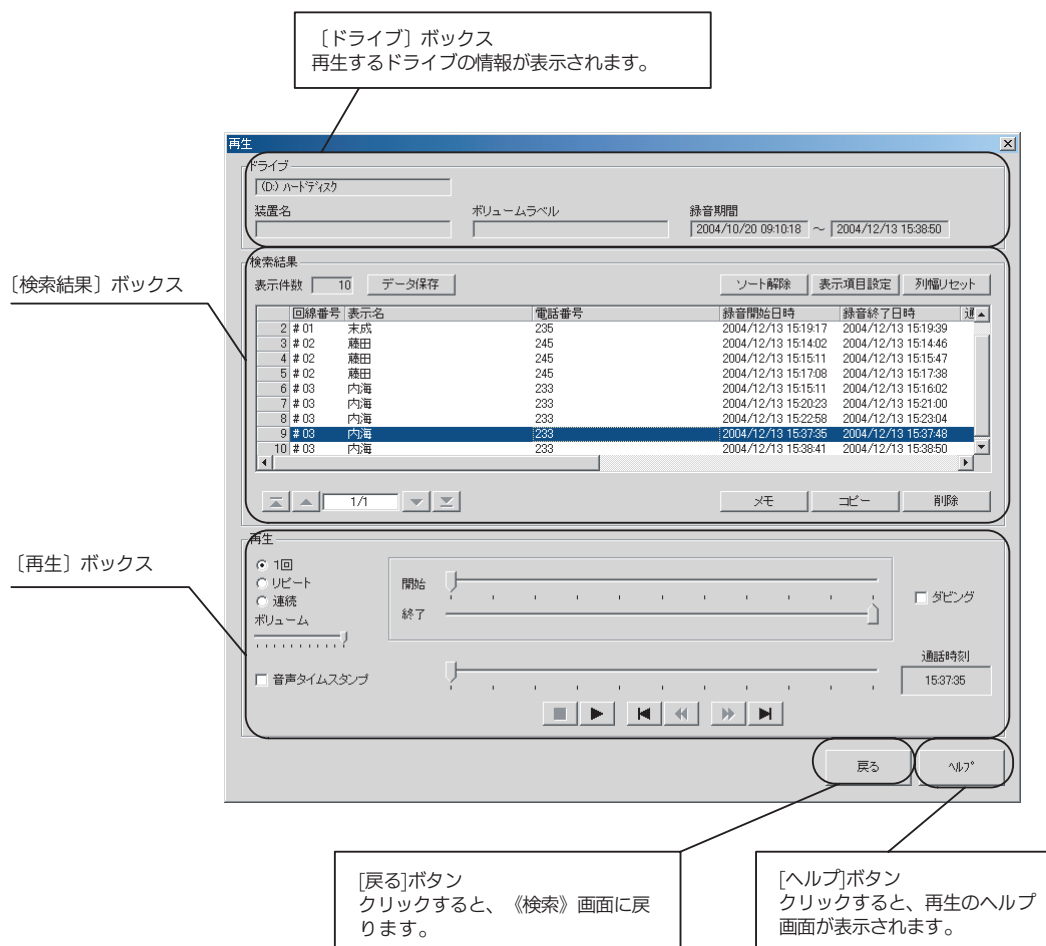 〔ドライブ〕ボックス
再生するドライブの情報が表示されます。
再生
ドライブ
(D:) ハードディスク
装置名 ボリュームラベル 録音期間
2004/10/20 09:10:18 ～ 2004/12/13 15:38:50
〔検索結果〕ボックス
検索結果
表示件数 10 データ保存 ソート解除 表示項目設定 列幅リセット
回線番号 表示名 電話番号 録音開始日時 録音終了日時 通
2 # 01 末成 235 2004/12/13 15:19:17 2004/12/13 15:19:39
3 # 02 藤田 245 2004/12/13 15:14:02 2004/12/13 15:14:46
4 # 02 藤田 245 2004/12/13 15:15:11 2004/12/13 15:15:47
5 # 02 藤田 245 2004/12/13 15:17:08 2004/12/13 15:17:38
6 # 03 内海 233 2004/12/13 15:15:11 2004/12/13 15:16:02
7 # 03 内海 233 2004/12/13 15:20:23 2004/12/13 15:21:00
8 # 03 内海 233 2004/12/13 15:22:58 2004/12/13 15:23:04
9 # 03 内海 233 2004/12/13 15:37:35 2004/12/13 15:37:48
10 # 03 内海 233 2004/12/13 15:38:41 2004/12/13 15:38:50
1/1 メモ コピー 削除
〔再生〕ボックス
再生
1回
リピート
連続
ボリューム
開始
終了
ダビング
音声タイムスタンプ
通話時刻
15:37:35
戻る ヘルプ
[戻る]ボタン
クリックすると、《検索》画面に戻
ります。
[ヘルプ]ボタン
クリックすると、再生のヘルプ
画面が表示されます。